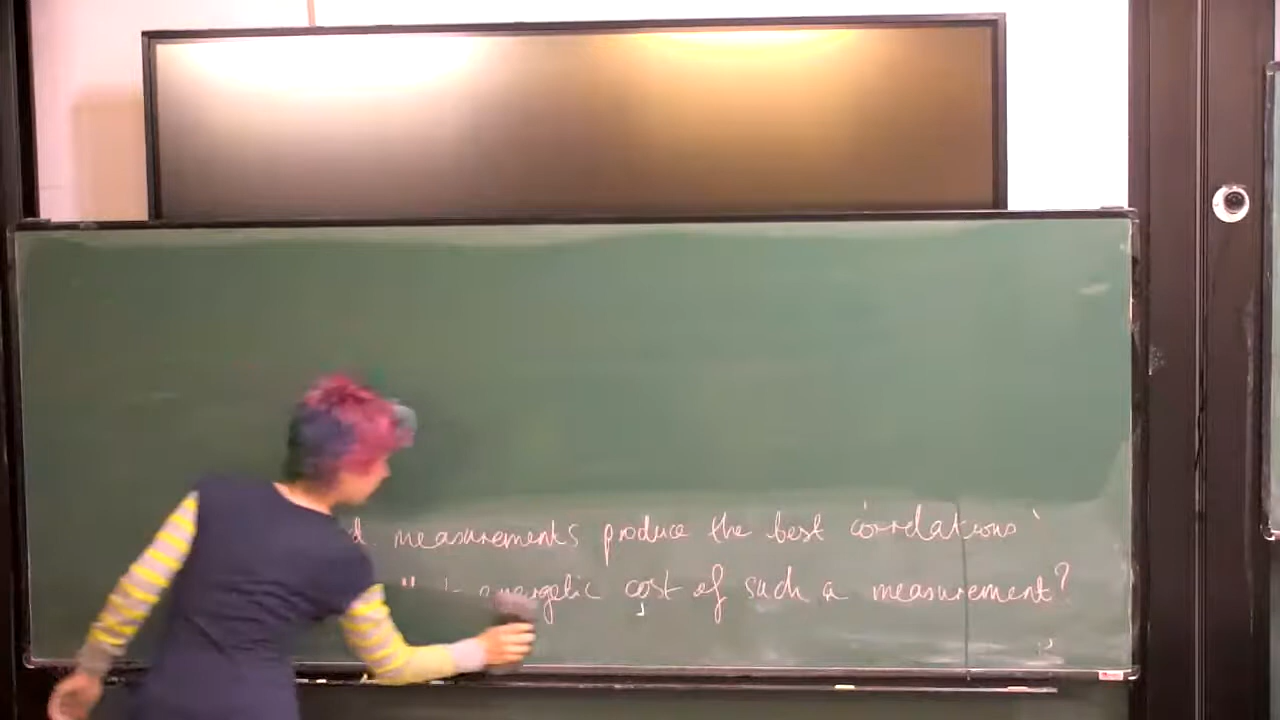 measurements produce the best correlations
energetic cost of such a measurement?